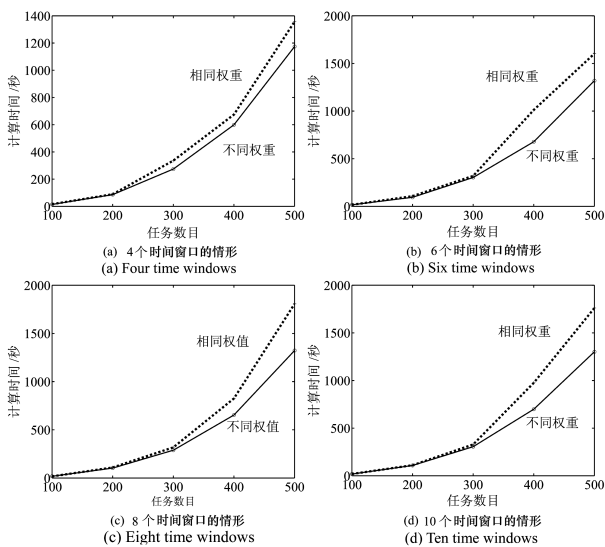 1400
1200
1000
800
600
400
200
0
100
200
300
400
500
计算时间/秒
相同权重
不同权重
任务数目
(a) 4个时间窗口的情形
(a) Four time windows
2000
1500
1000
500
0
100
200
300
400
500
计算时间/秒
相同权重
不同权重
任务数目
(b) 6个时间窗口的情形
(b) Six time windows
2000
1500
1000
500
0
100
200
300
400
500
计算时间/秒
相同权值
不同权值
任务数目
(c) 8个时间窗口的情形
(c) Eight time windows
2000
1500
1000
500
0
100
200
300
400
500
计算时间/秒
相同权重
不同权重
任务数目
(d) 10个时间窗口的情形
(d) Ten time windows